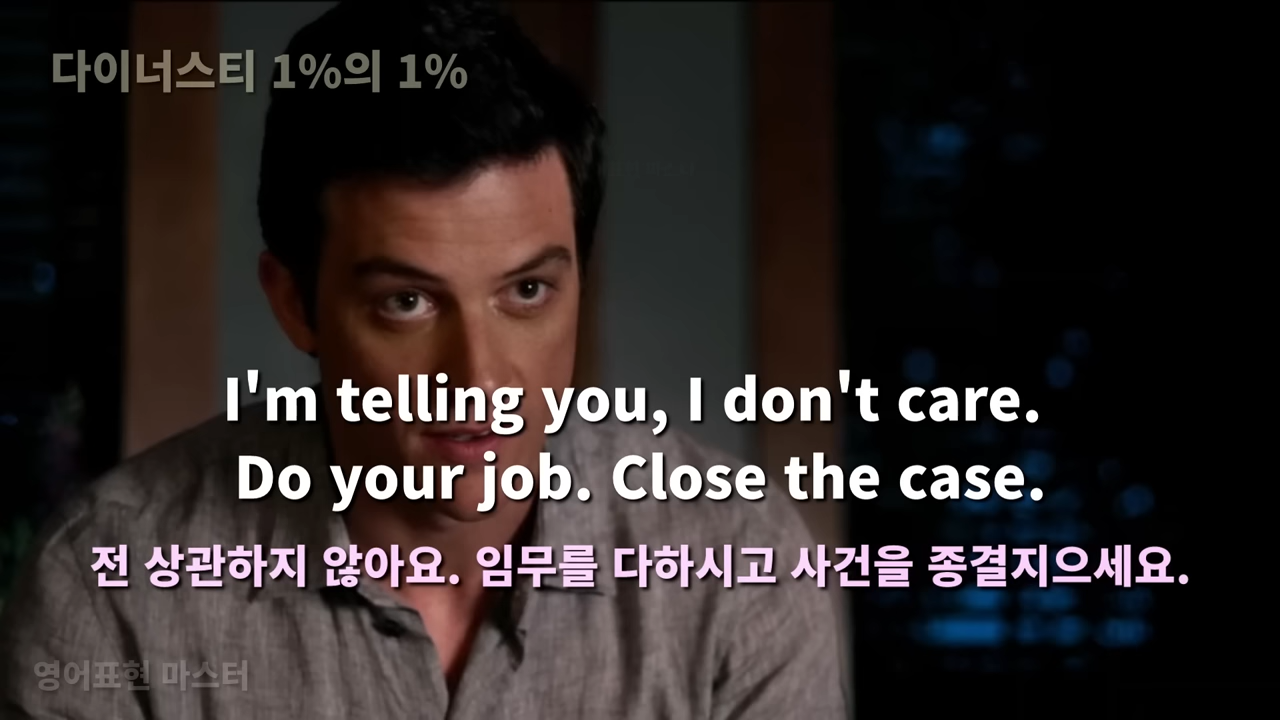 다이너스티 1%의 1%
I'm telling you, I don't care.
Do your job. Close the case.
전 상관하지 않아요. 임무를 다하시고 사건을 종결지으세요.
영어표현 마스터